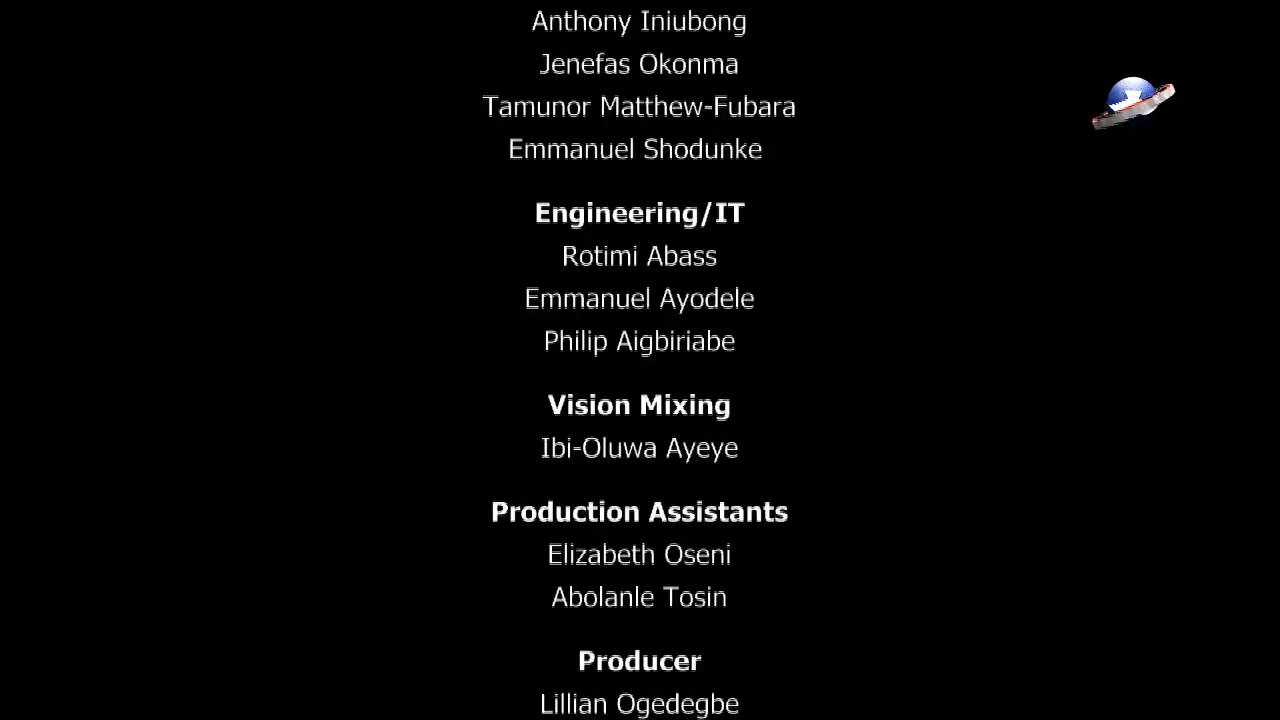 Anthony Iniubong
Jenefas Okonma
Tamunor Matthew-Fubara
Emmanuel Shodunke
Engineering/IT
Rotimi Abass
Emmanuel Ayodele
Philip Aigbiriabe
Vision Mixing
Ibi-Oluwa Ayeye
Production Assistants
Elizabeth Oseni
Abolanle Tosin
Producer
Lillian Ogedegbe